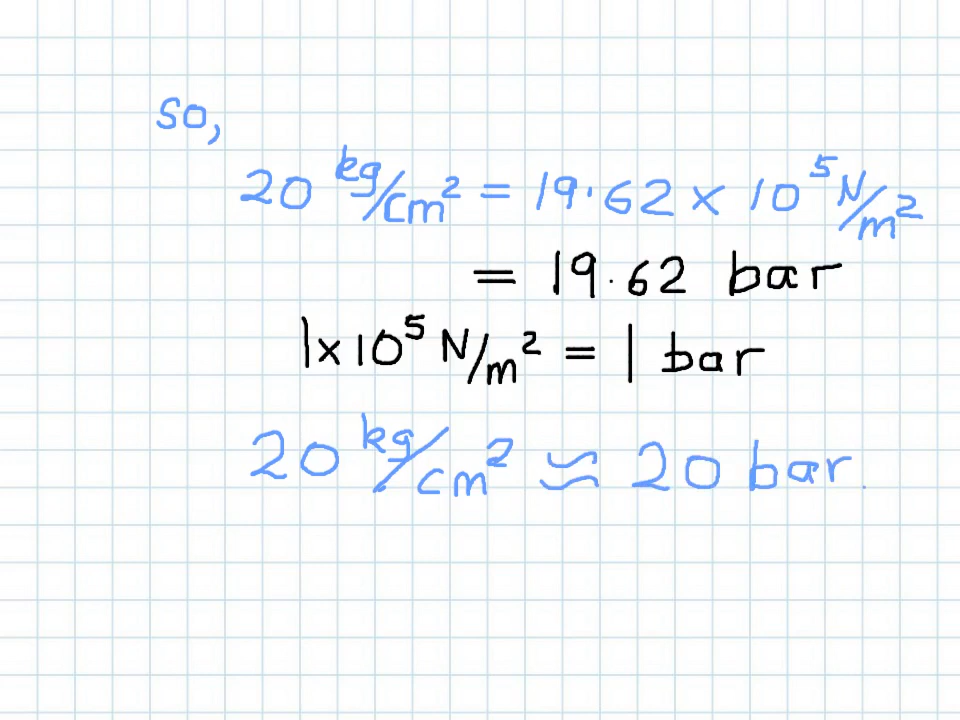 so,
20 kg/cm² = 19.62 × 10⁵ N/m²
= 19.62 bar
1×10⁵ N/m² = 1 bar
20 kg/cm² ≈ 20 bar.